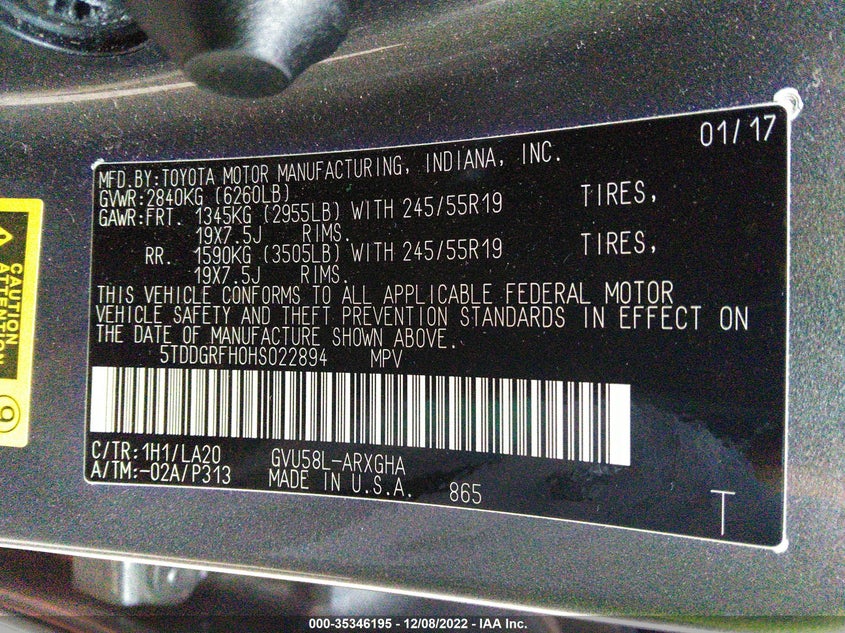 01/17
MFD.BY:TOYOTA MOTOR MANUFACTURING, INDIANA, INC.
GVWR:2840KG (6260LB)
GAWR:FRT. 1345KG (2955LB) WITH 245/55R19 TIRES,
19X7.5J RIMS.
RR. 1590KG (3505LB) WITH 245/55R19 TIRES,
19X7.5J RIMS.
THIS VEHICLE CONFORMS TO ALL APPLICABLE FEDERAL MOTOR
VEHICLE SAFETY AND THEFT PREVENTION STANDARDS IN EFFECT ON
THE DATE OF MANUFACTURE SHOWN ABOVE.
5TDDGRFH0HS022894 MPV
C/TR:1H1/LA20 GVU58L-ARXGHA
A/TM:-02A/P313 MADE IN U.S.A. 865
T
CAUTION
ATTENTION
9
000-35346195 - 12/08/2022 - IAA Inc.